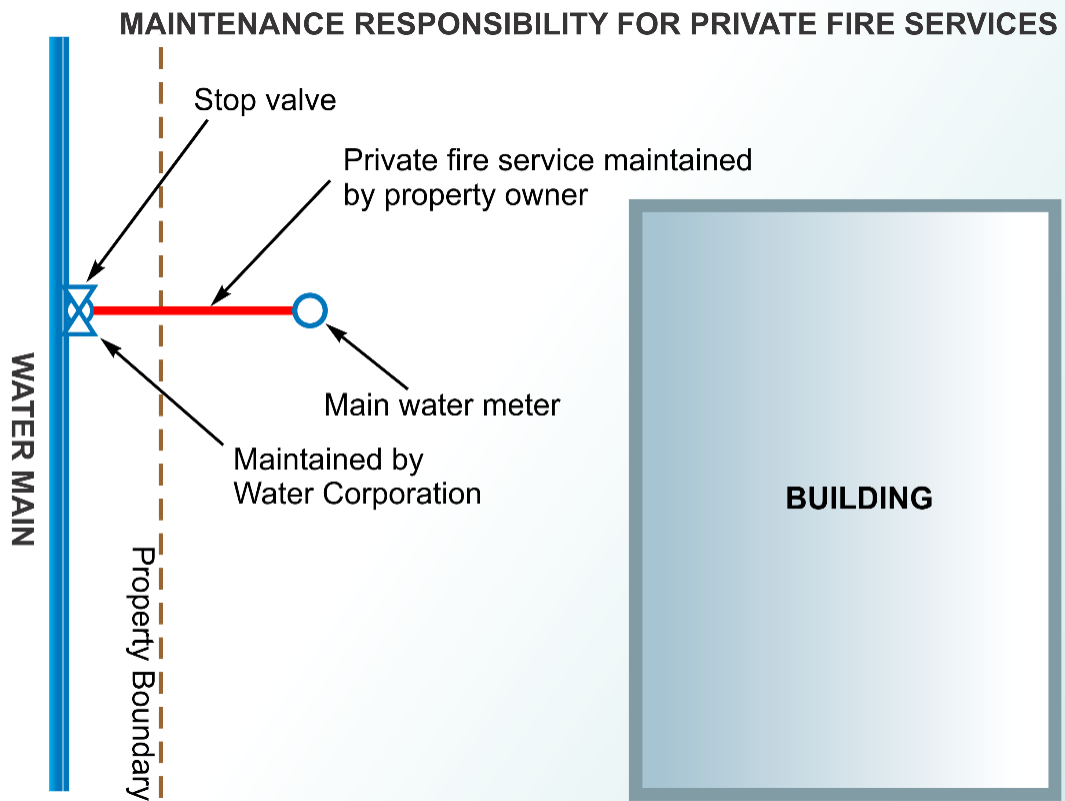 MAINTENANCE RESPONSIBILITY FOR PRIVATE FIRE SERVICES
Stop valve
Private fire service maintained
by property owner
Main water meter
Maintained by
Water Corporation
WATER MAIN
BUILDING
Property Boundary